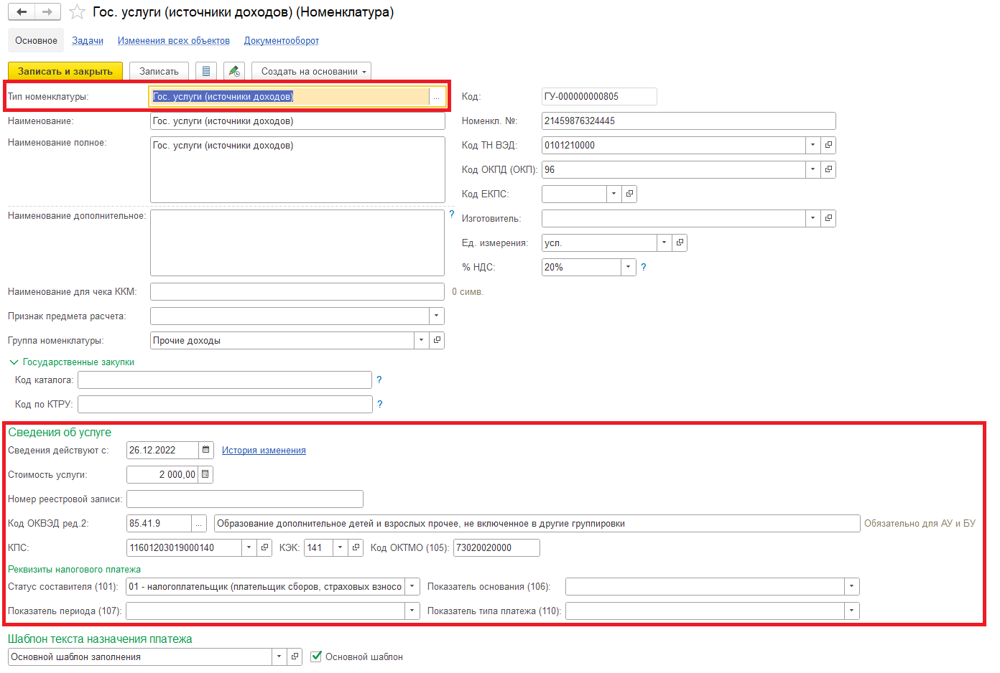 Гос. услуги (источники доходов) (Номенклатура)
Основное Задачи Изменения всех объектов Документооборот
Записать и закрыть Записать Создать на основании
Тип номенклатуры: Гос. услуги (источники доходов) ... Код: ГУ-000000000805
Наименование: Гос. услуги (источники доходов) Номенкл. №: 21459876324445
Наименование полное: Гос. услуги (источники доходов) Код ТН ВЭД: 0101210000
Код ОКПД (ОКП): 96
Код ЕКПС:
Наименование дополнительное: ? Изготовитель:
Ед. измерения: усл.
% НДС: 20% ?
Наименование для чека ККМ: 0 симв.
Признак предмета расчета:
Группа номенклатуры: Прочие доходы
Государственные закупки
Код каталога: ?
Код по КТРУ: ?
Сведения об услуге
Сведения действуют с: 26.12.2022 История изменения
Стоимость услуги: 2 000,00
Номер реестровой записи:
Код ОКВЭД ред.2: 85.41.9 ... Образование дополнительное детей и взрослых прочее, не включенное в другие группировки Обязательно для АУ и БУ
КПС: 11601203019000140 КЭК: 141 Код ОКТМО (105): 73020020000
Реквизиты налогового платежа
Статус составителя (101): 01 - налогоплательщик (плательщик сборов, страховых взносо Показатель основания (106):
Показатель периода (107): Показатель типа платежа (110):
Шаблон текста назначения платежа
Основной шаблон заполнения Основной шаблон